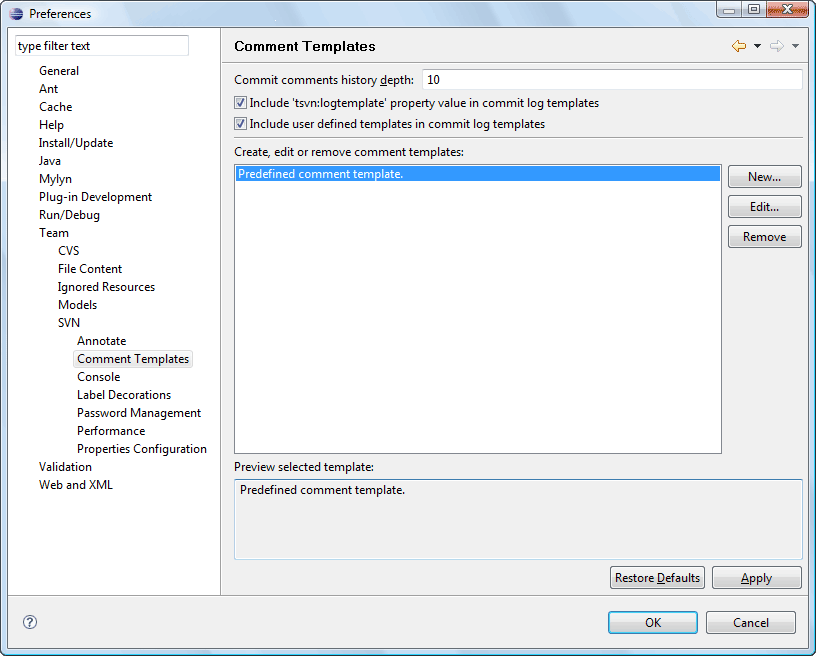 Preferences
type filter text
General
Ant
Cache
Help
Install/Update
Java
Mylyn
Plug-in Development
Run/Debug
Team
CVS
File Content
Ignored Resources
Models
SVN
Annotate
Comment Templates
Console
Label Decorations
Password Management
Performance
Properties Configuration
Validation
Web and XML
Comment Templates
Commit comments history depth: 10
Include 'tsvn:logtemplate' property value in commit log templates
Include user defined templates in commit log templates
Create, edit or remove comment templates:
Predefined comment template.
New...
Edit...
Remove
Preview selected template:
Predefined comment template.
Restore Defaults Apply
? OK Cancel